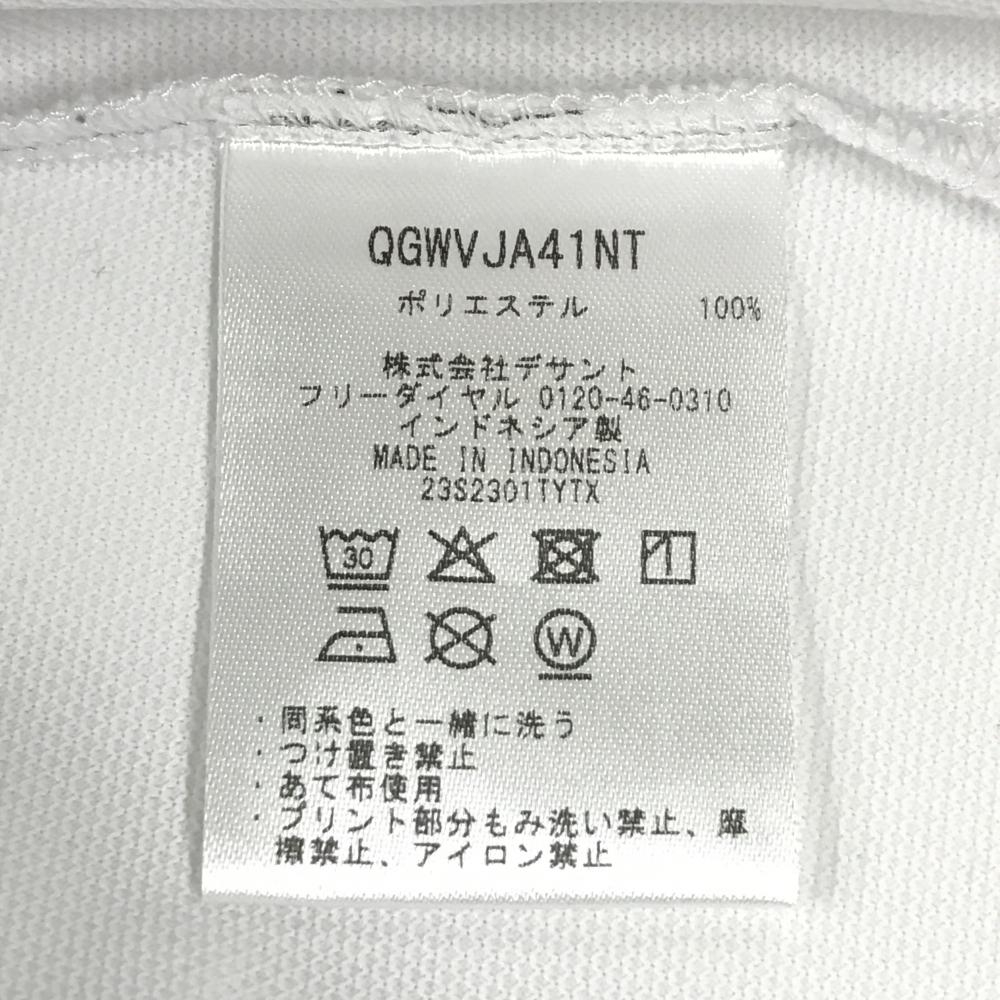 QGWVJA41NT
ポリエステル 100%
株式会社デサント
フリーダイヤル 0120-46-0310
インドネシア製
MADE IN INDONESIA
23S2301TYTX
30
W
・同系色と一緒に洗う
・つけ置き禁止
・あて布使用
・プリント部分もみ洗い禁止、摩
擦禁止、アイロン禁止